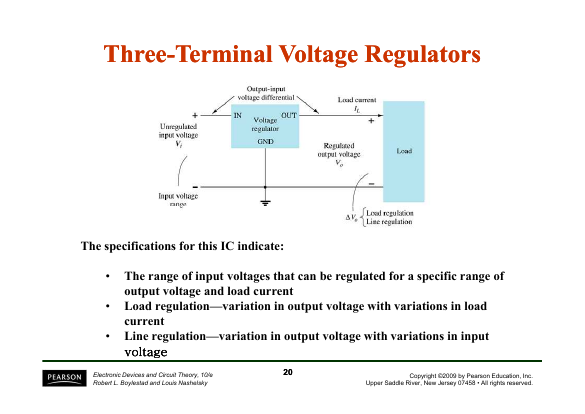 Three-Terminal Voltage Regulators
Output-input
voltage differential
Load current
I_L
+
IN
OUT
+
Voltage
regulator
GND
Unregulated
input voltage
V_i
Regulated
output voltage
V_o
Load
–
–
Input voltage
range
ΔV_o { Load regulation
Line regulation
The specifications for this IC indicate:
• The range of input voltages that can be regulated for a specific range of
output voltage and load current
• Load regulation—variation in output voltage with variations in load
current
• Line regulation—variation in output voltage with variations in input
voltage
PEARSON
Electronic Devices and Circuit Theory, 10/e
Robert L. Boylestad and Louis Nashelsky
20
Copyright ©2009 by Pearson Education, Inc.
Upper Saddle River, New Jersey 07458 • All rights reserved.